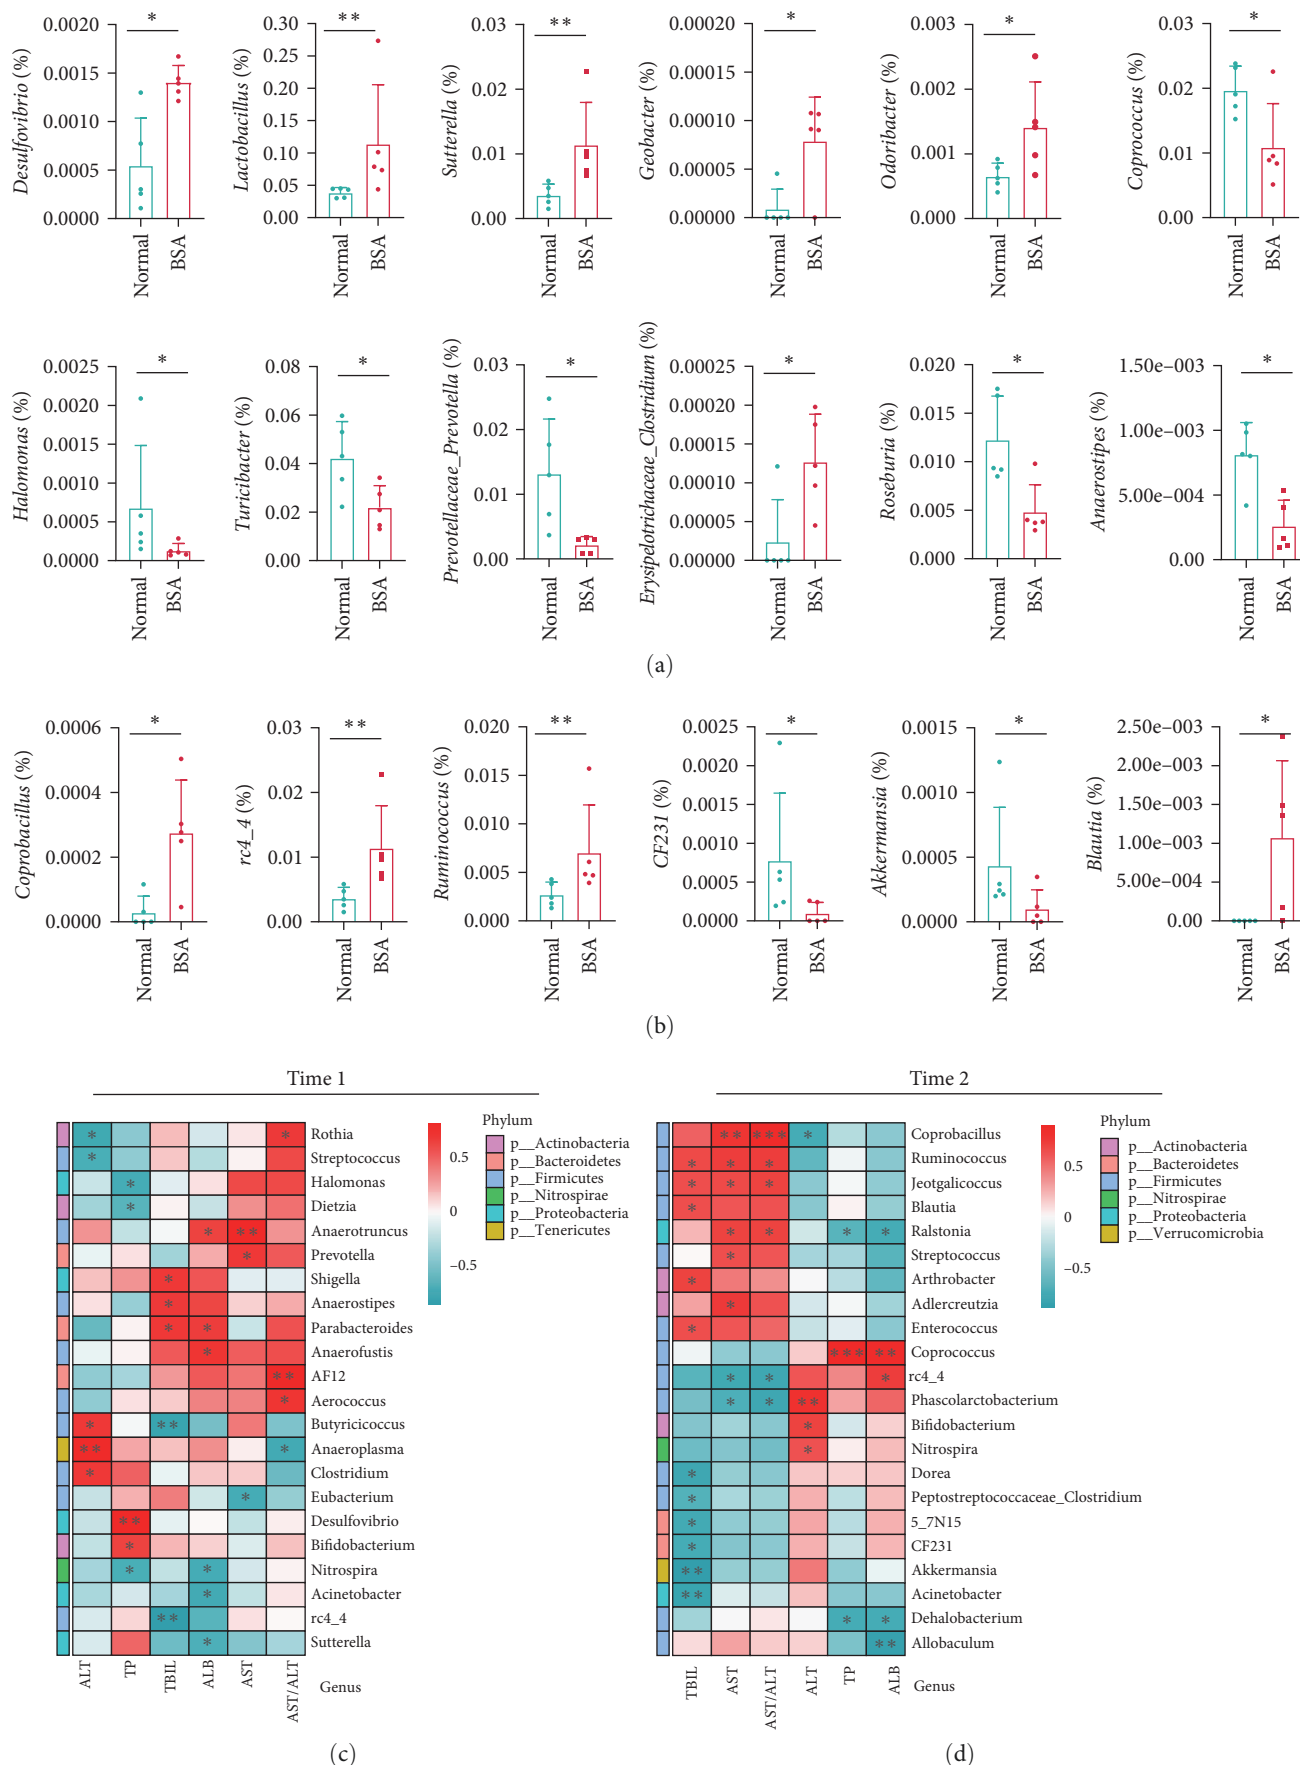 * ** ** * * *
Desulfovibrio (%) 0.0020 0.0015 0.0010 0.0005 0.0000 Normal BSA
Lactobacillus (%) 0.30 0.25 0.20 0.15 0.10 0.05 0.00 Normal BSA
Sutterella (%) 0.03 0.02 0.01 0.00 Normal BSA
Geobacter (%) 0.00015 0.00010 0.00005 0.00000 Normal BSA
Odoribacter (%) 0.003 0.002 0.001 0.000 Normal BSA
Coprococcus (%) 0.03 0.02 0.01 0.00 Normal BSA
* * * * * *
Halomonas (%) 0.0025 0.0020 0.0015 0.0010 0.0005 0.0000 Normal BSA
Turicibacter (%) 0.08 0.06 0.04 0.02 0.00 Normal BSA
Prevotellaceae_Prevotella (%) 0.03 0.02 0.01 0.00 Normal BSA
Erysipelotrichaceae_Clostridium (%) 0.00025 0.00020 0.00015 0.00010 0.00005 0.00000 Normal BSA
Roseburia (%) 0.020 0.015 0.010 0.005 0.000 Normal BSA
Anaerostipes (%) 1.50e−003 1.00e−003 5.00e−004 0.00 Normal BSA
(a)
* ** ** * * *
Coprobacillus (%) 0.0006 0.0004 0.0002 0.0000 Normal BSA
rc4_4 (%) 0.03 0.02 0.01 0.00 Normal BSA
Ruminococcus (%) 0.020 0.015 0.010 0.005 0.000 Normal BSA
CF231 (%) 0.0025 0.0020 0.0015 0.0010 0.0005 0.0000 Normal BSA
Akkermansia (%) 0.0015 0.0010 0.0005 0.0000 Normal BSA
Blautia (%) 2.50e−003 2.00e−003 1.50e−003 1.00e−003 5.00e−004 0.00 Normal BSA
(b)
Time 1
* * Rothia
* Streptococcus
* Halomonas
* Dietzia
* ** Anaerotruncus
* Prevotella
* Shigella
* Anaerostipes
* * Parabacteroides
* Anaerofustis
** AF12
* Aerococcus
* ** Butyricicoccus
** * Anaeroplasma
* Clostridium
* Eubacterium
** Desulfovibrio
* Bifidobacterium
* * Nitrospira
* Acinetobacter
** rc4_4
* Sutterella
ALT TP TBIL ALB AST AST/ALT Genus
0.5
0
−0.5
Phylum
p__Actinobacteria
p__Bacteroidetes
p__Firmicutes
p__Nitrospirae
p__Proteobacteria
p__Tenericutes
(c)
Time 2
** *** * Coprobacillus
* * * Ruminococcus
* * * Jeotgalicoccus
* Blautia
* * * * Ralstonia
* Streptococcus
* Arthrobacter
* Adlercreutzia
* Enterococcus
*** ** Coprococcus
* * * rc4_4
* * ** Phascolarctobacterium
* Bifidobacterium
* Nitrospira
* Dorea
* Peptostreptococcaceae_Clostridium
* 5_7N15
* CF231
** Akkermansia
** Acinetobacter
* * Dehalobacterium
** Allobaculum
TBIL AST AST/ALT ALT TP ALB Genus
0.5
0
−0.5
Phylum
p__Actinobacteria
p__Bacteroidetes
p__Firmicutes
p__Nitrospirae
p__Proteobacteria
p__Verrucomicrobia
(d)